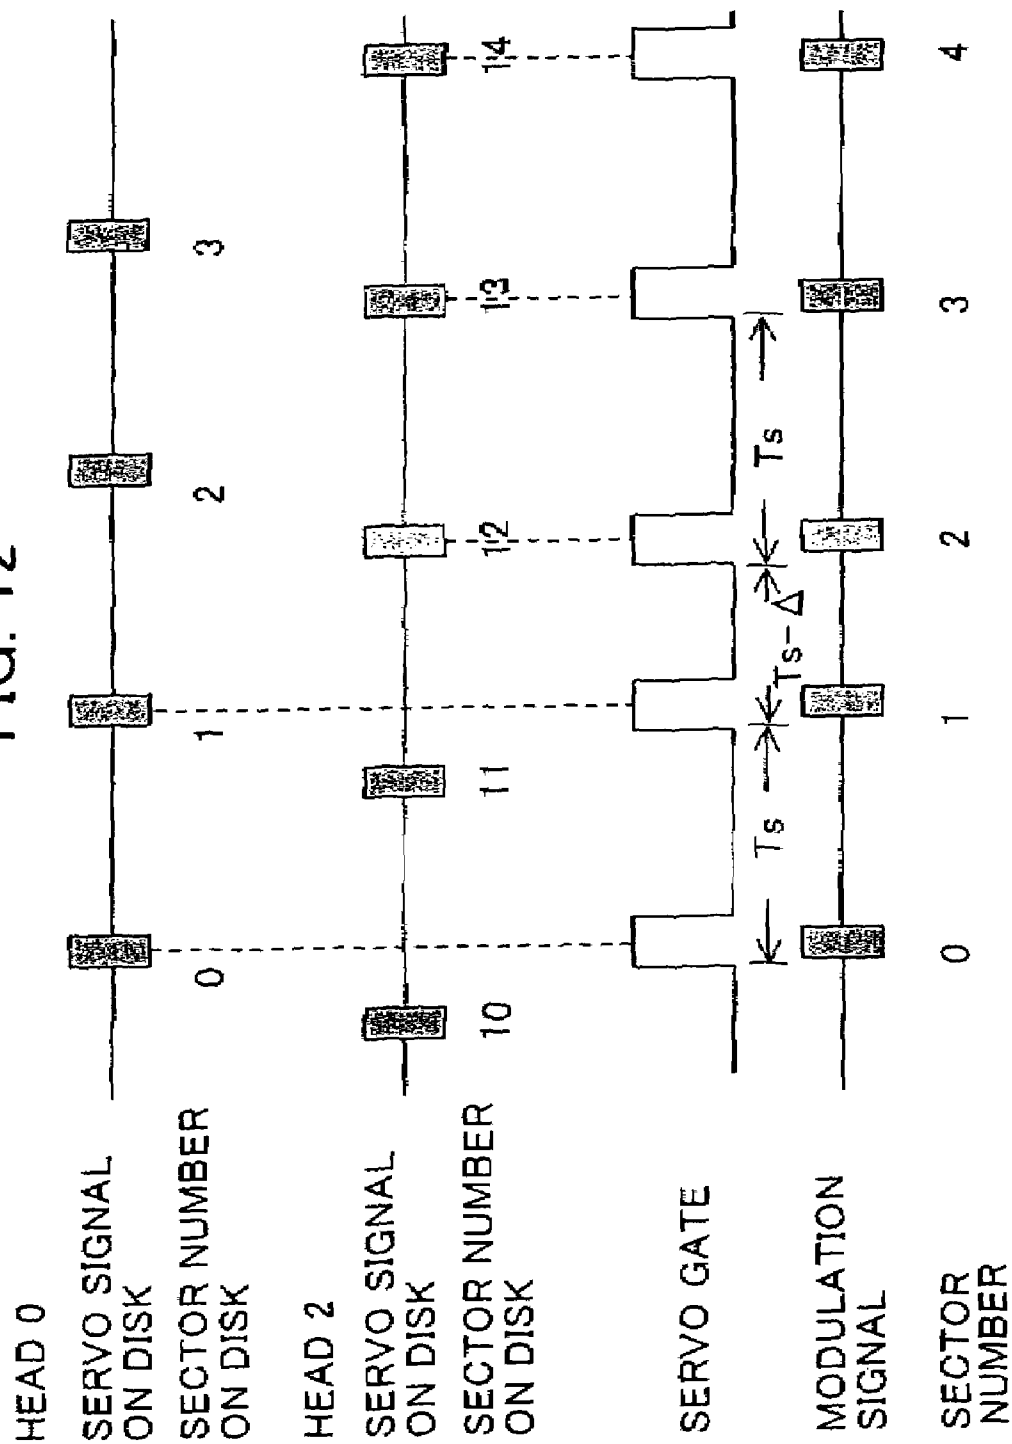 FIG. 12
HEAD 0
SERVO SIGNAL
ON DISK
SECTOR NUMBER
ON DISK
0 1 2 3
HEAD 2
SERVO SIGNAL
ON DISK
SECTOR NUMBER
ON DISK
10 11 12 13 14
SERVO GATE
Ts Ts-Δ Ts
MODULATION
SIGNAL
SECTOR
NUMBER
0 1 2 3 4